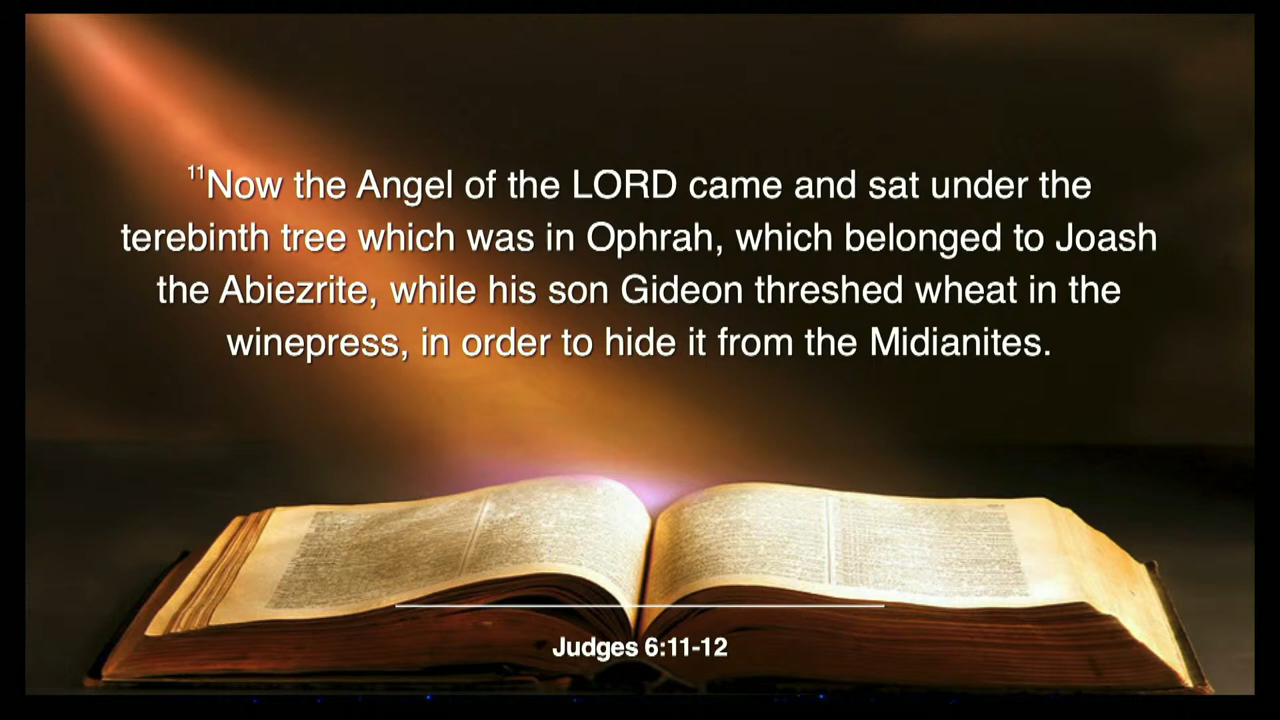 ¹¹Now the Angel of the LORD came and sat under the
terebinth tree which was in Ophrah, which belonged to Joash
the Abiezrite, while his son Gideon threshed wheat in the
winepress, in order to hide it from the Midianites.
Judges 6:11-12